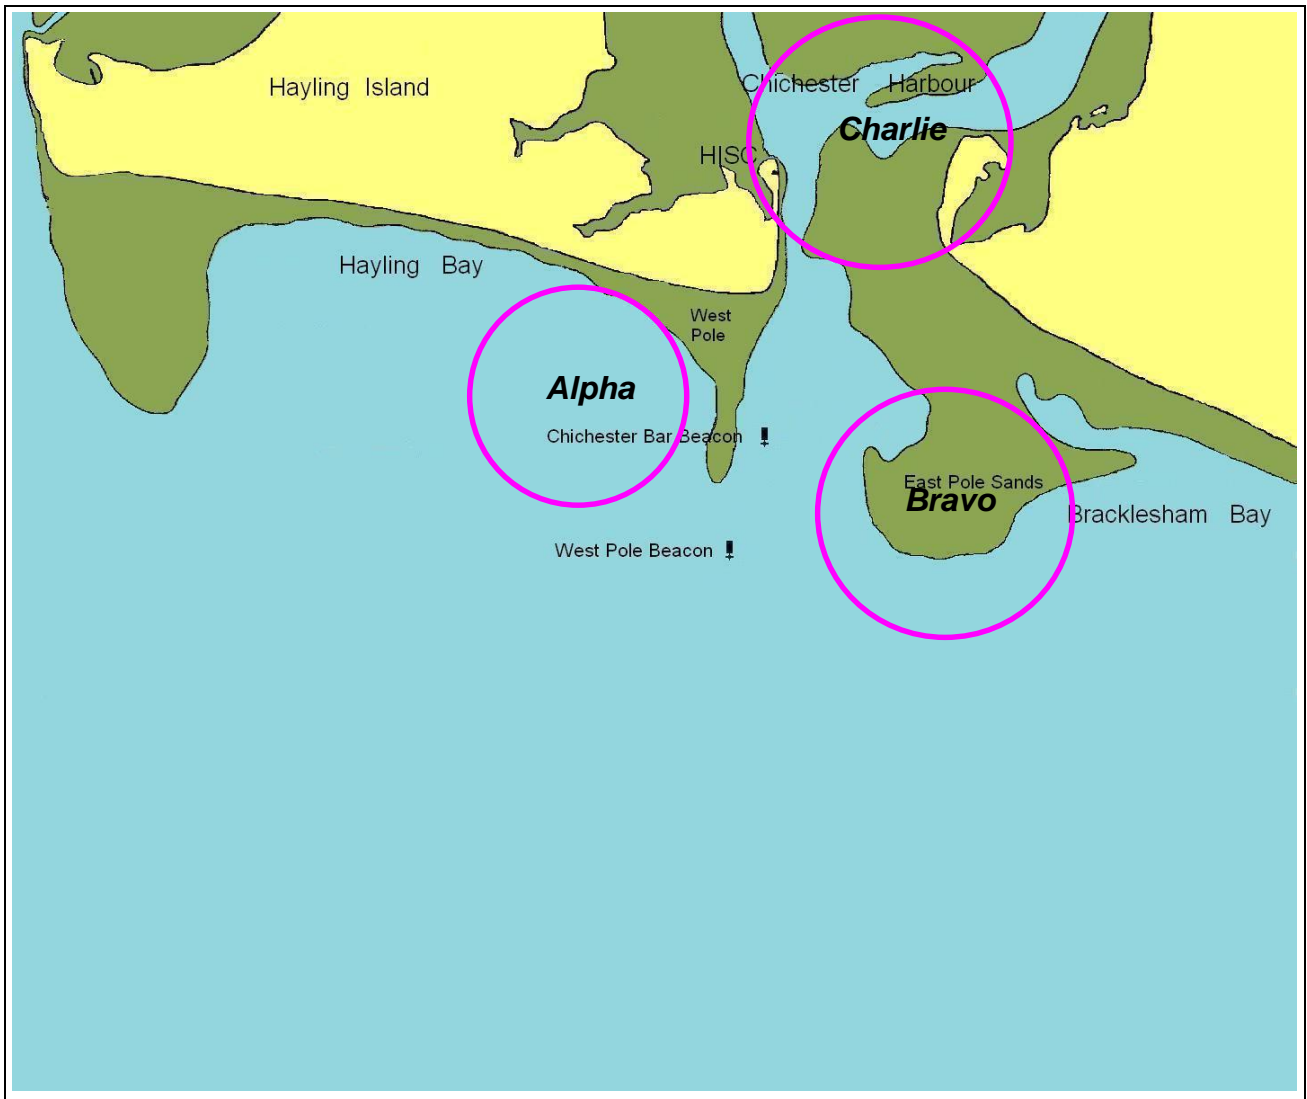 Chichester Harbour
Hayling Island
Charlie
HISC
Hayling Bay
West
Pole
Alpha
Chichester Bar Beacon
East Pole Sands
Bravo
Bracklesham Bay
West Pole Beacon